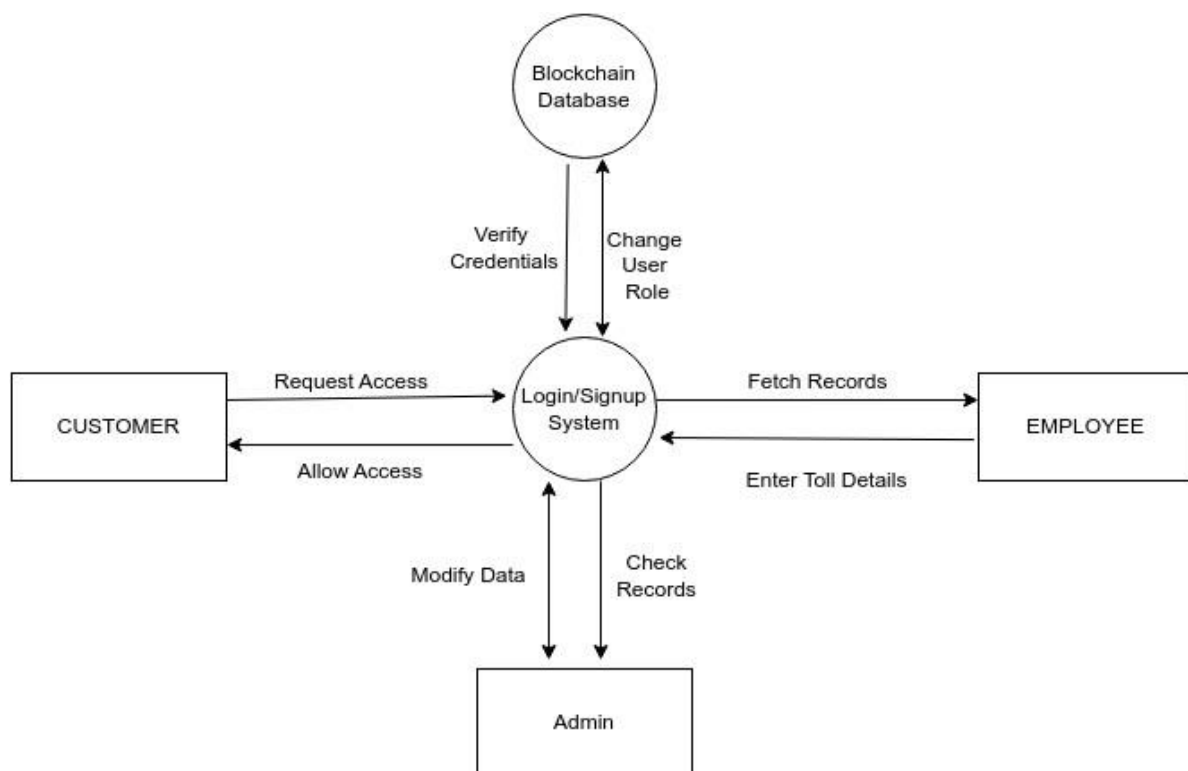 Blockchain
Database
Verify
Credentials
Change
User
Role
Request Access
Login/Signup
System
Fetch Records
CUSTOMER
EMPLOYEE
Allow Access
Enter Toll Details
Modify Data
Check
Records
Admin